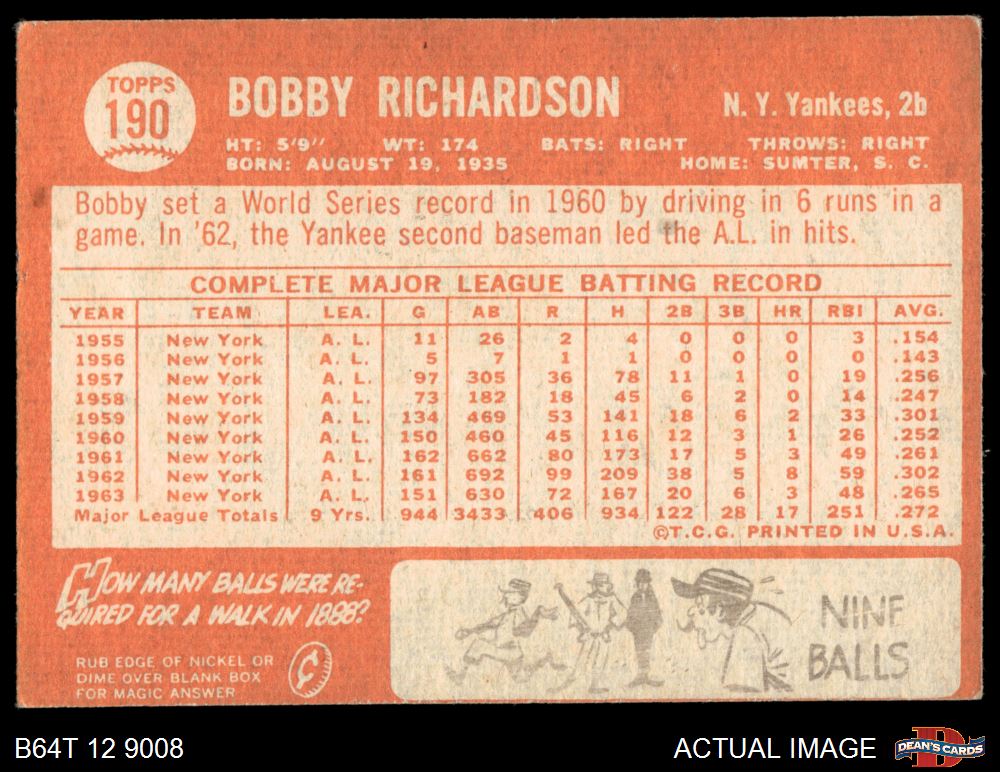 TOPPS
190
BOBBY RICHARDSON
N. Y. Yankees, 2b
HT: 5'9" WT: 174 BATS: RIGHT THROWS: RIGHT
BORN: AUGUST 19, 1935 HOME: SUMTER, S. C.
Bobby set a World Series record in 1960 by driving in 6 runs in a
game. In '62, the Yankee second baseman led the A.L. in hits.
COMPLETE MAJOR LEAGUE BATTING RECORD
YEAR TEAM LEA. G AB R H 2B 3B HR RBI AVG.
1955 New York A. L. 11 26 2 4 0 0 0 3 .154
1956 New York A. L. 5 7 1 1 0 0 0 0 .143
1957 New York A. L. 97 305 36 78 11 1 0 19 .256
1958 New York A. L. 73 182 18 45 6 2 0 14 .247
1959 New York A. L. 134 469 53 141 18 6 2 33 .301
1960 New York A. L. 150 460 45 116 12 3 1 26 .252
1961 New York A. L. 162 662 80 173 17 5 3 49 .261
1962 New York A. L. 161 692 99 209 38 5 8 59 .302
1963 New York A. L. 151 630 72 167 20 6 3 48 .265
Major League Totals 9 Yrs. 944 3433 406 934 122 28 17 251 .272
©T.C.G. PRINTED IN U.S.A.
HOW MANY BALLS WERE RE-
QUIRED FOR A WALK IN 1888?
RUB EDGE OF NICKEL OR
DIME OVER BLANK BOX
FOR MAGIC ANSWER
¢
NINE
BALLS
B64T 12 9008
ACTUAL IMAGE
D
DEAN'S CARDS